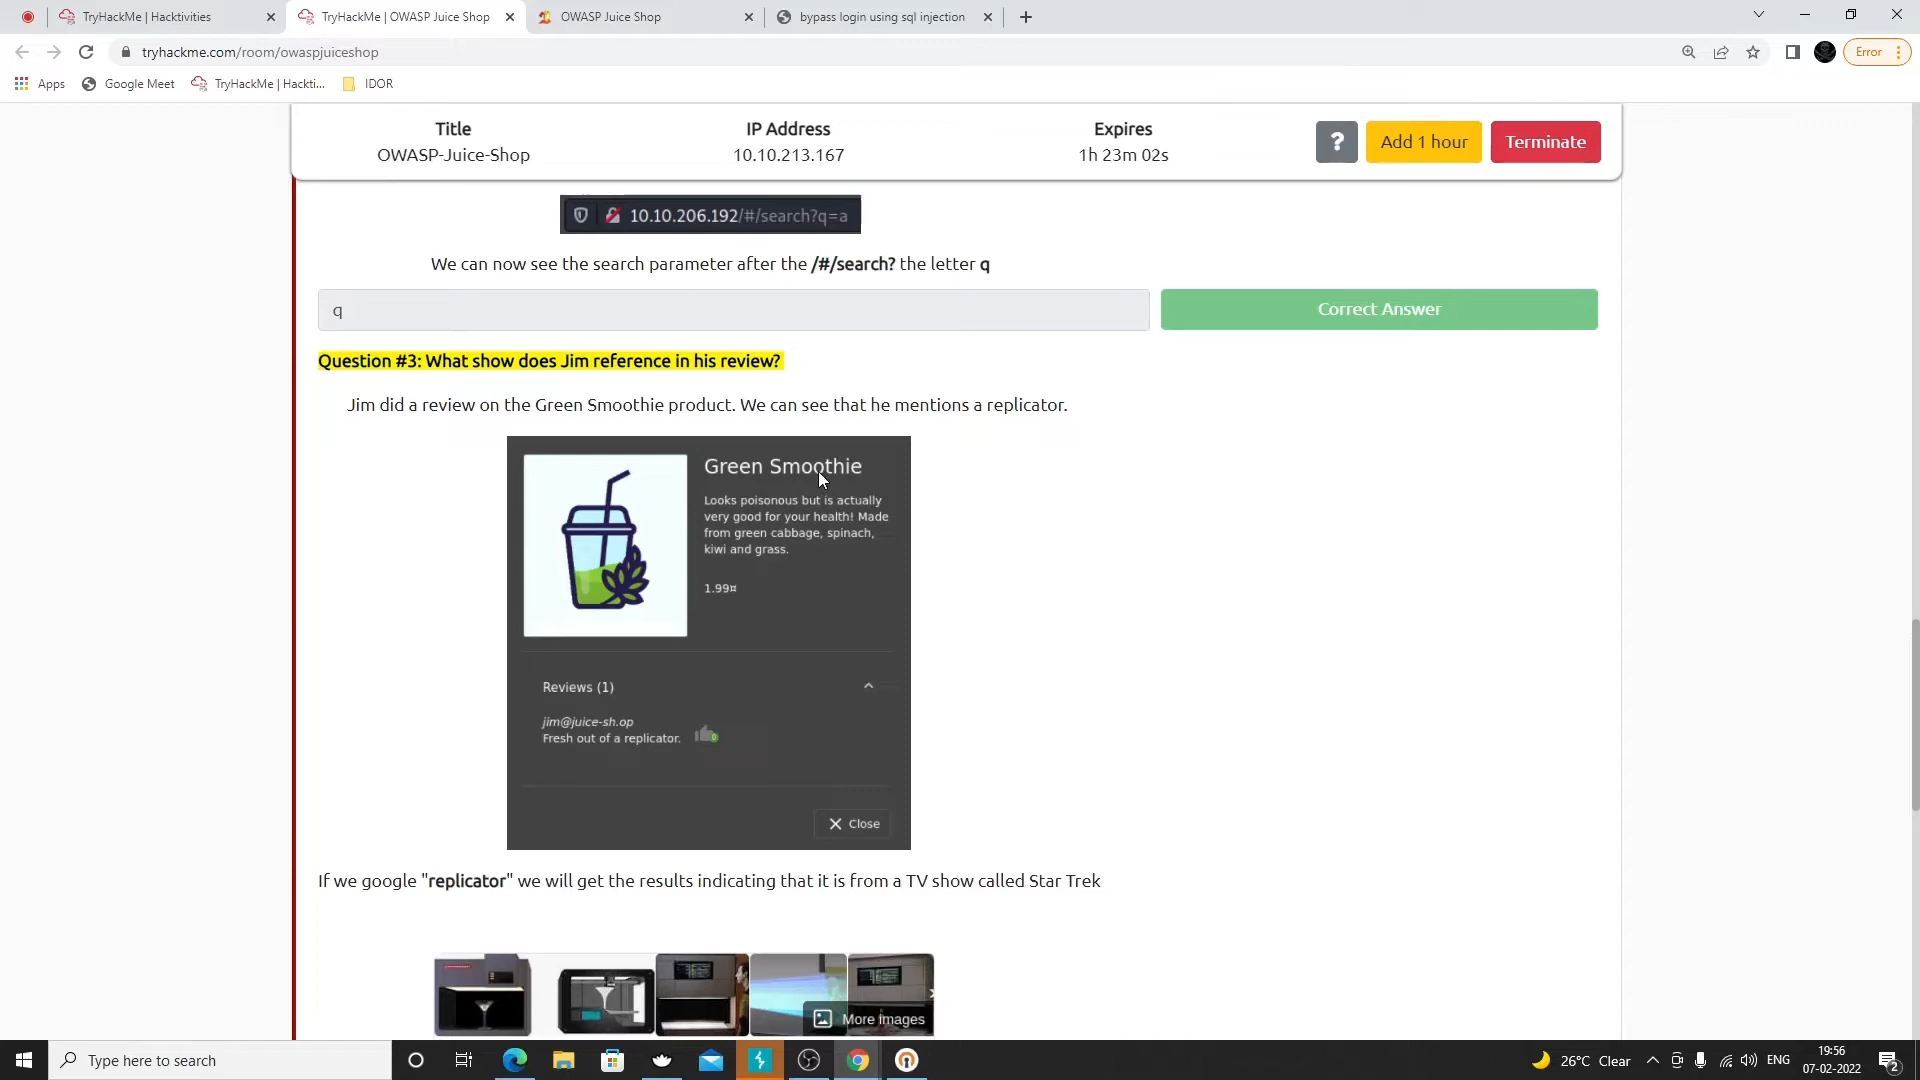 TryHackMe | Hacktivities
TryHackMe | OWASP Juice Shop
OWASP Juice Shop
bypass login using sql injection
tryhackme.com/room/owaspjuiceshop
Error
Apps
Google Meet
TryHackMe | Hackti...
IDOR
Title
OWASP-Juice-Shop
IP Address
10.10.213.167
Expires
1h 23m 02s
?
Add 1 hour
Terminate
10.10.206.192/#/search?q=a
We can now see the search parameter after the /#/search? the letter q
q
Correct Answer
Question #3: What show does Jim reference in his review?
Jim did a review on the Green Smoothie product. We can see that he mentions a replicator.
Green Smoothie
Looks poisonous but is actually
very good for your health! Made
from green cabbage, spinach,
kiwi and grass.
1.99¤
Reviews (1)
jim@juice-sh.op
Fresh out of a replicator.
0
Close
If we google "replicator" we will get the results indicating that it is from a TV show called Star Trek
More images
Type here to search
26°C Clear
ENG
19:56
07-02-2022
2